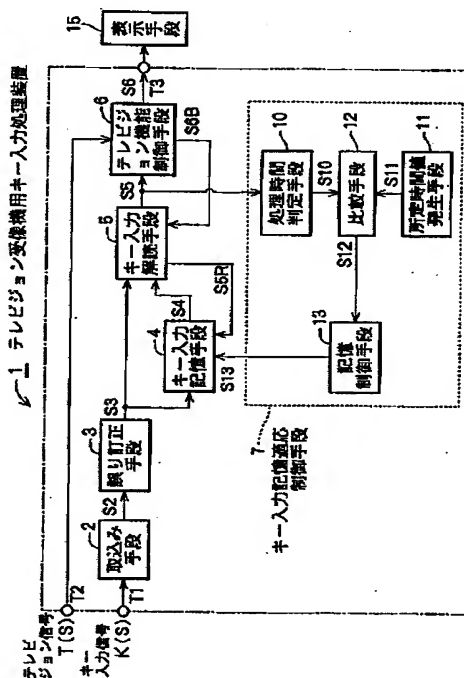 1 テレビジョン受像機用キー入力処理装置
テレビ
ジョン信号
T(S)
T2
キー
入力信号
K(S)
T1
2
取込み
手段
S2
3
誤り訂正
手段
S3
4
キー入力
記憶手段
S4
S5R
S13
5
キー入力
解読手段
S5
6
テレビジョン機能
制御手段
S6
S6B
T3
15
表示手段
7
キー入力記憶適応
制御手段
10
処理時間
判定手段
S10
12
比較手段
S12
S11
11
所定時間値
発生手段
13
記憶
制御手段